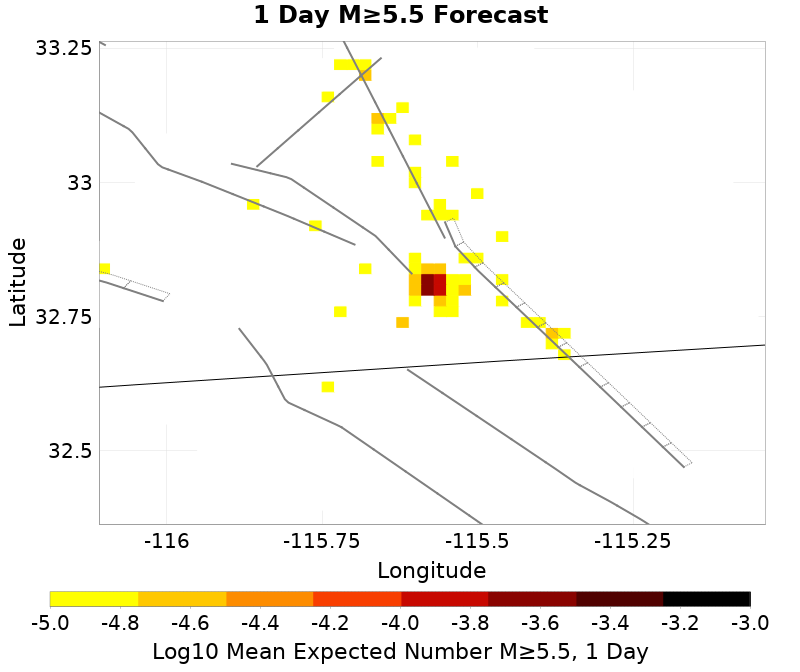 1 Day M≥5.5 Forecast
33.25
33
32.75
32.5
Latitude
-116 -115.75 -115.5 -115.25
Longitude
-5.0 -4.8 -4.6 -4.4 -4.2 -4.0 -3.8 -3.6 -3.4 -3.2 -3.0
Log10 Mean Expected Number M≥5.5, 1 Day